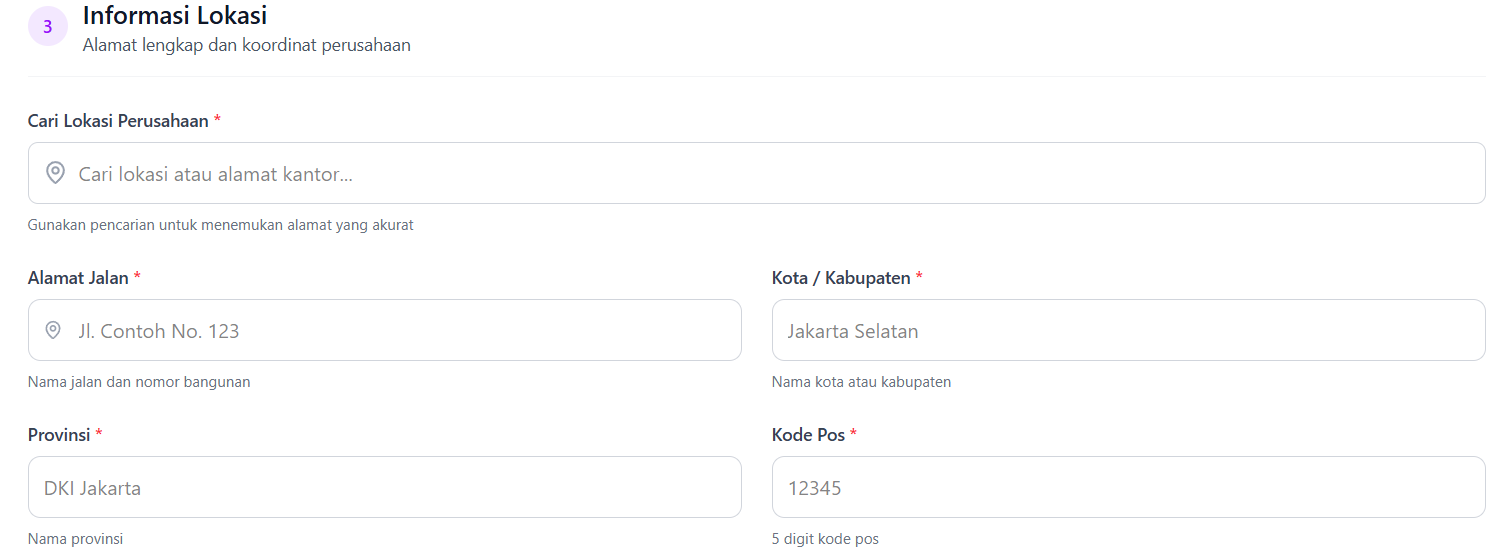 3
Informasi Lokasi
Alamat lengkap dan koordinat perusahaan
Cari Lokasi Perusahaan *
Cari lokasi atau alamat kantor...
Gunakan pencarian untuk menemukan alamat yang akurat
Alamat Jalan *
Jl. Contoh No. 123
Nama jalan dan nomor bangunan
Kota / Kabupaten *
Jakarta Selatan
Nama kota atau kabupaten
Provinsi *
DKI Jakarta
Nama provinsi
Kode Pos *
12345
5 digit kode pos